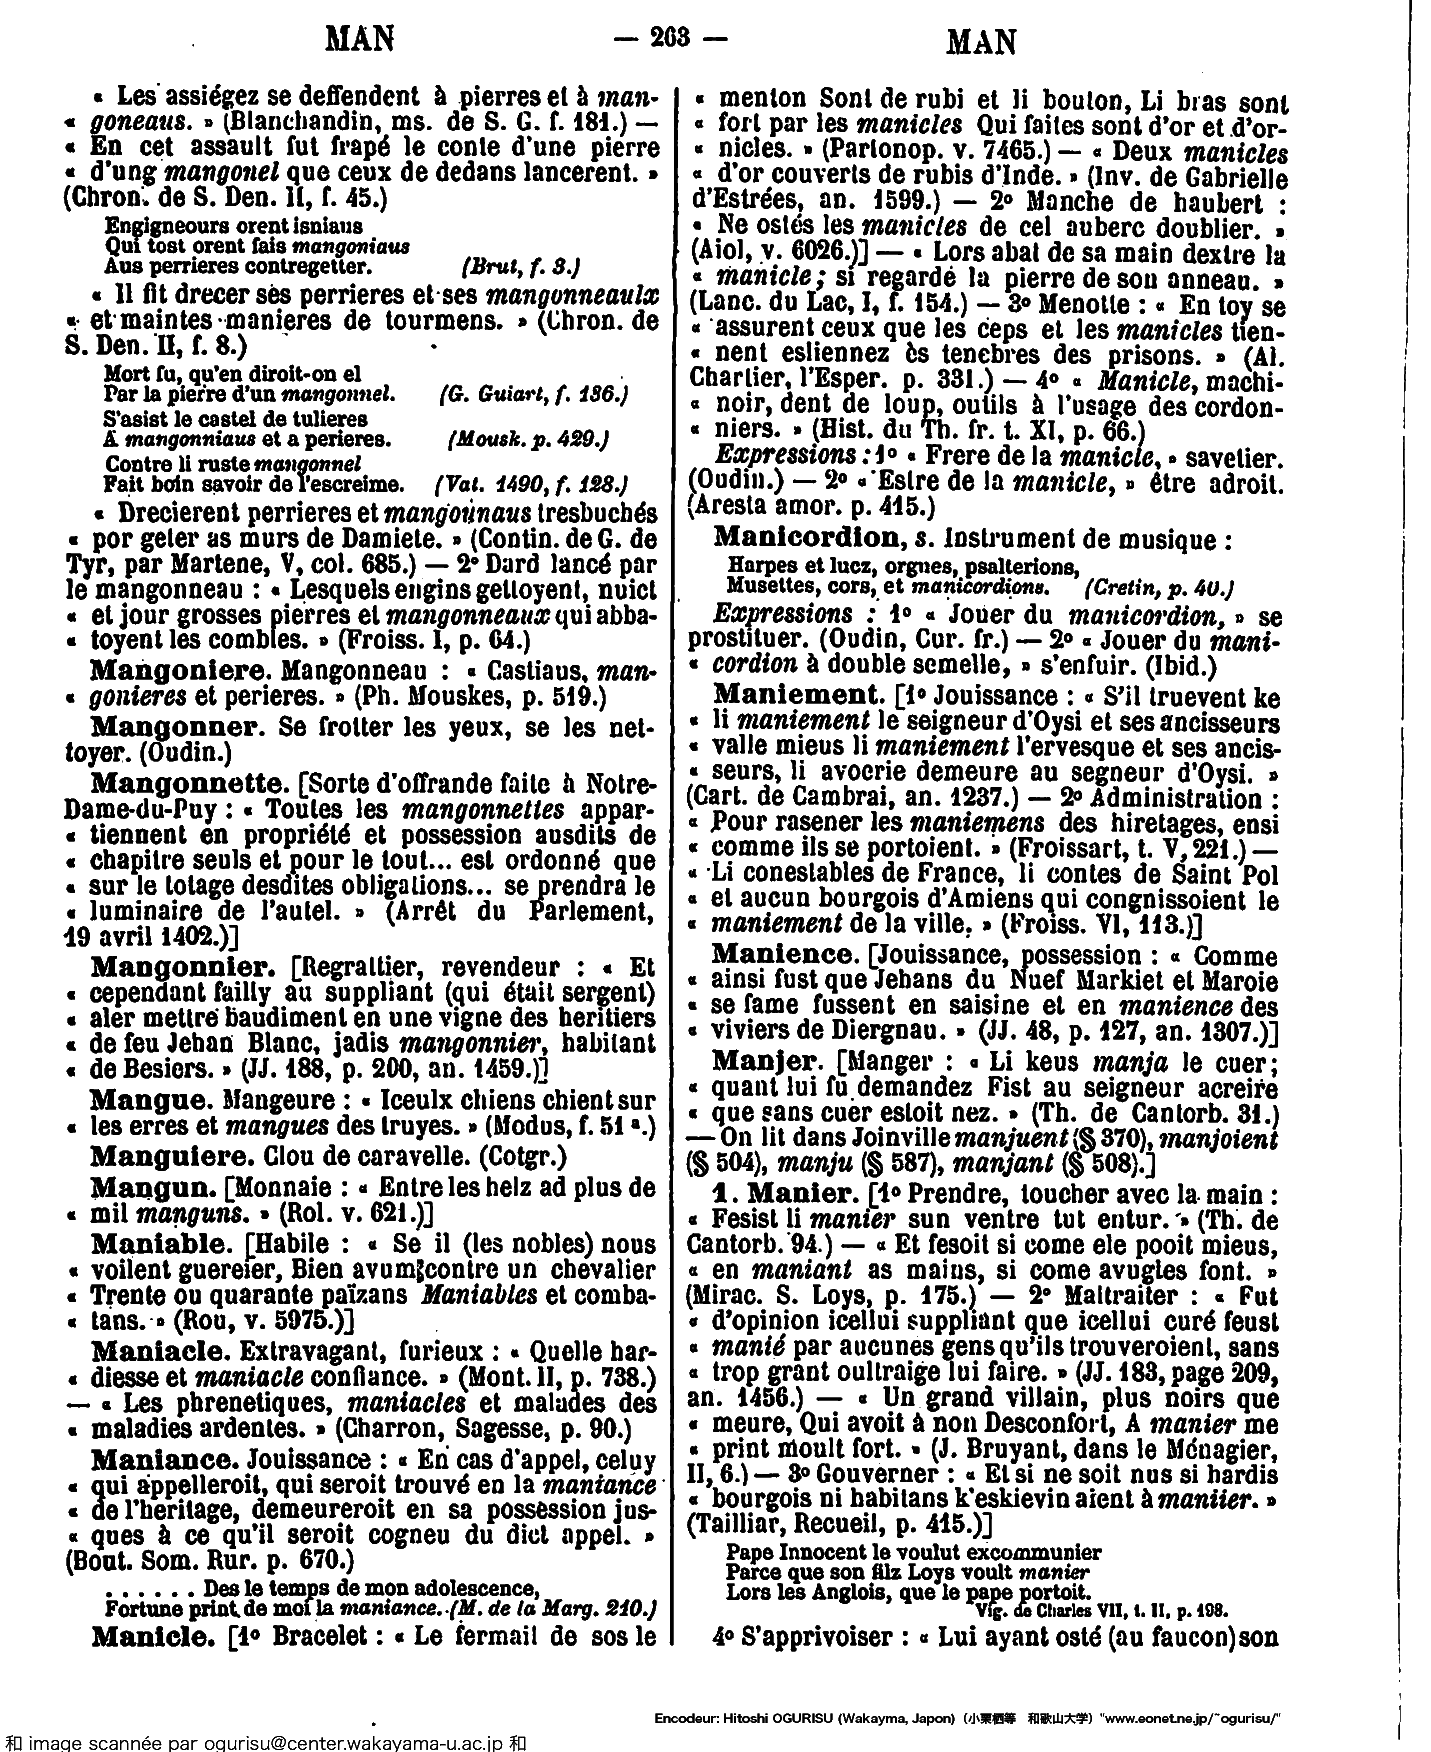 MAN — 263 — MAN
« Les assiégez se deffendent à pierres et à man-
« goneaus. » (Blanchandin, ms. de S. G. f. 181.) —
« En cet assault fut frapé le conte d'une pierre
« d'ung mangonel que ceux de dedans lancerent. »
(Chron. de S. Den. II, f. 45.)
Engigneours orent isniaus
Qui tost orent fais mangoniaus
Aus perrieres contregetter. (Brut, f. 3.)
« Il fit drecer ses perrieres et ses mangonneaulx
« et maintes manieres de tourmens. » (Chron. de
S. Den. II, f. 8.)
Mort fu, qu'en diroit-on el
Par la pierre d'un mangonnel. (G. Guiart, f. 136.)
S'asist le castel de tulieres
A mangonniaus et a perieres. (Mousk. p. 429.)
Contre li ruste mangonnel
Fait boin savoir de l'escreime. (Vat. 1490, f. 128.)
« Drecierent perrieres et mangounaus tresbuchés
« por geter as murs de Damiete. » (Contin. de G. de
Tyr, par Martene, V, col. 685.) — 2° Dard lancé par
le mangonneau : « Lesquels engins gettoyent, nuict
« et jour grosses pierres et mangonneaux qui abba-
« toyent les combles. » (Froiss. I, p. 64.)
Mangoniere. Mangonneau : « Castiaus, man-
« gonieres et perieres. » (Ph. Mouskes, p. 519.)
Mangonner. Se frotter les yeux, se les net-
toyer. (Oudin.)
Mangonnette. [Sorte d'offrande faite à Notre-
Dame-du-Puy : « Toutes les mangonnettes appar-
« tiennent en propriété et possession ausdits de
« chapitre seuls et pour le tout... est ordonné que
« sur le totage desdites obligations... se prendra le
« luminaire de l'autel. » (Arrêt du Parlement,
19 avril 1402.)]
Mangonnier. [Regrattier, revendeur : « Et
« cependant failly au suppliant (qui était sergent)
« aler mettre baudiment en une vigne des heritiers
« de feu Jehan Blanc, jadis mangonnier, habitant
« de Besiers. » (JJ. 188, p. 200, an. 1459.)]
Mangue. Mangeure : « Iceulx chiens chient sur
« les erres et mangues des truyes. » (Modus, f. 51 ª.)
Manguiere. Clou de caravelle. (Cotgr.)
Mangun. [Monnaie : « Entre les helz ad plus de
« mil manguns. » (Rol. v. 621.)]
Maniable. [Habile : « Se il (les nobles) nous
« voilent guereier, Bien avum contre un chevalier
« Trente ou quarante païzans Maniables et comba-
« tans. » (Rou, v. 5975.)]
Maniacle. Extravagant, furieux : « Quelle har-
« diesse et maniacle confiance. » (Mont. II, p. 738.)
— « Les phrenetiques, maniacles et malades des
« maladies ardentes. » (Charron, Sagesse, p. 90.)
Maniance. Jouissance : « En cas d'appel, celuy
« qui appelleroit, qui seroit trouvé en la maniance
« de l'heritage, demeureroit en sa possession jus-
« ques à ce qu'il seroit cogneu du dict appel. »
(Bout. Som. Rur. p. 670.)
. . . . . . Des le temps de mon adolescence,
Fortune print de moi la maniance. (M. de la Marg. 210.)
Manicle. [1° Bracelet : « Le fermail de sos le
« menton Sont de rubi et li bouton, Li bras sont
« fort par les manicles Qui faites sont d'or et d'or-
« nicles. » (Partonop. v. 7465.) — « Deux manicles
« d'or couverts de rubis d'Inde. » (Inv. de Gabrielle
d'Estrées, an. 1599.) — 2° Manche de haubert :
« Ne ostés les manicles de cel auberc doublier. »
(Aiol, v. 6026.)] — « Lors abat de sa main dextre la
« manicle ; si regarde la pierre de son anneau. »
(Lanc. du Lac, I, f. 154.) — 3° Menotte : « En toy se
« assurent ceux que les ceps et les manicles tien-
« nent esliennez ès tenebres des prisons. » (Al.
Chartier, l'Esper. p. 331.) — 4° « Manicle, machi-
« noir, dent de loup, outils à l'usage des cordon-
« niers. » (Hist. du Th. fr. t. XI, p. 66.)
Expressions : 1° « Frere de la manicle, » savetier.
(Oudin.) — 2° « Estre de la manicle, » être adroit.
(Aresta amor. p. 415.)
Manicordion, s. Instrument de musique :
Harpes et lucz, orgnes, psalterions,
Musettes, cors, et manicordions. (Cretin, p. 40.)
Expressions : 1° « Jouer du manicordion, » se
prostituer. (Oudin, Cur. fr.) — 2° « Jouer du mani-
« cordion à double semelle, » s'enfuir. (Ibid.)
Maniement. [1° Jouissance : « S'il truevent ke
« li maniement le seigneur d'Oysi et ses ancisseurs
« valle mieus li maniement l'ervesque et ses ancis-
« seurs, li avoerie demeure au segneur d'Oysi. »
(Cart. de Cambrai, an. 1237.) — 2° Administration :
« Pour rasener les maniemens des hiretages, ensi
« comme ils se portoient. » (Froissart, t. V, 221.) —
« Li conestables de France, li contes de Saint Pol
« et aucun bourgois d'Amiens qui congnissoient le
« maniement de la ville. » (Froiss. VI, 113.)]
Manience. [Jouissance, possession : « Comme
« ainsi fust que Jehans du Nuef Markiet et Maroie
« se fame fussent en saisine et en manience des
« viviers de Diergnau. » (JJ. 48, p. 127, an. 1307.)]
Manjer. [Manger : « Li keus manja le cuer;
« quant lui fu demandez Fist au seigneur acreire
« que sans cuer estoit nez. » (Th. de Cantorb. 31.)
— On lit dans Joinville manjuent (§ 370), manjoient
(§ 504), manju (§ 587), manjant (§ 508).]
1. Manier. [1° Prendre, toucher avec la main :
« Fesist li manier sun ventre tut entur. » (Th. de
Cantorb. 94.) — « Et fesoit si come ele pooit mieus,
« en maniant as mains, si come avugles font. »
(Mirac. S. Loys, p. 175.) — 2° Maltraiter : « Fut
« d'opinion icellui suppliant que icellui curé feust
« manié par aucunes gens qu'ils trouveroient, sans
« trop grant oultraige lui faire. » (JJ. 183, page 209,
an. 1456.) — « Un grand villain, plus noirs que
« meure, Qui avoit à non Desconfort, A manier me
« print moult fort. » (J. Bruyant, dans le Ménagier,
II, 6.) — 3° Gouverner : « Et si ne soit nus si hardis
« bourgois ni habitans k'eskievin aient à maniier. »
(Tailliar, Recueil, p. 415.)]
Pape Innocent le voulut excommunier
Parce que son filz Loys voult manier
Lors les Anglois, que le pape portoit.
Vig. de Charles VII, t. II, p. 198.
4° S'apprivoiser : « Lui ayant osté (au faucon) son
Encodeur: Hitoshi OGURISU (Wakayma, Japon) (小栗栖等 和歌山大学) "www.eonet.ne.jp/~ogurisu/"
和 image scannée par ogurisu@center.wakayama-u.ac.jp 和